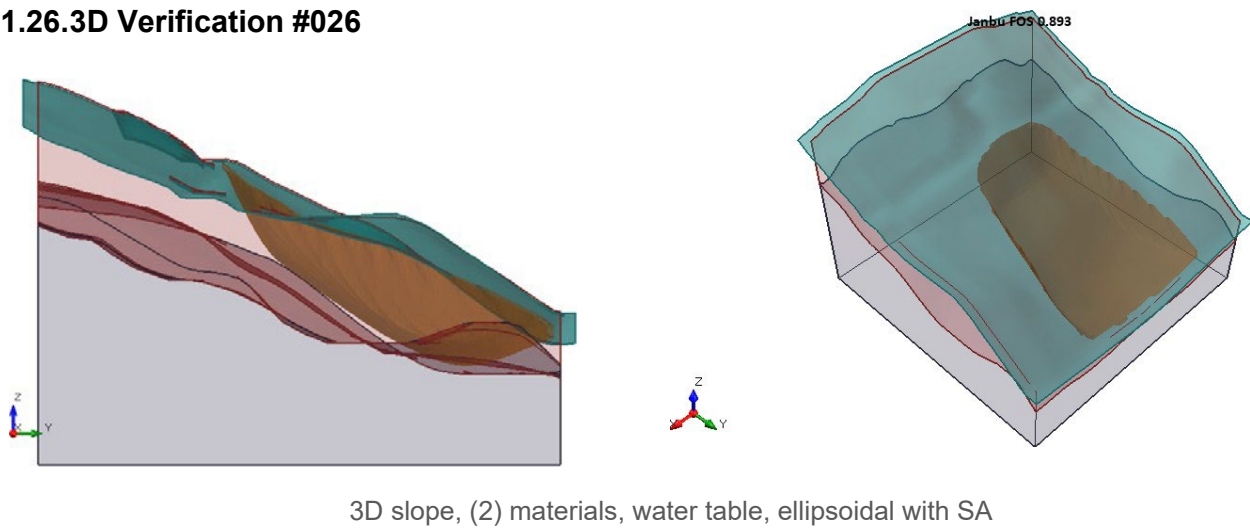 1.26.3D Verification #026
Janbu FOS 0.893
Z
X
Y
Z
Y
3D slope, (2) materials, water table, ellipsoidal with SA